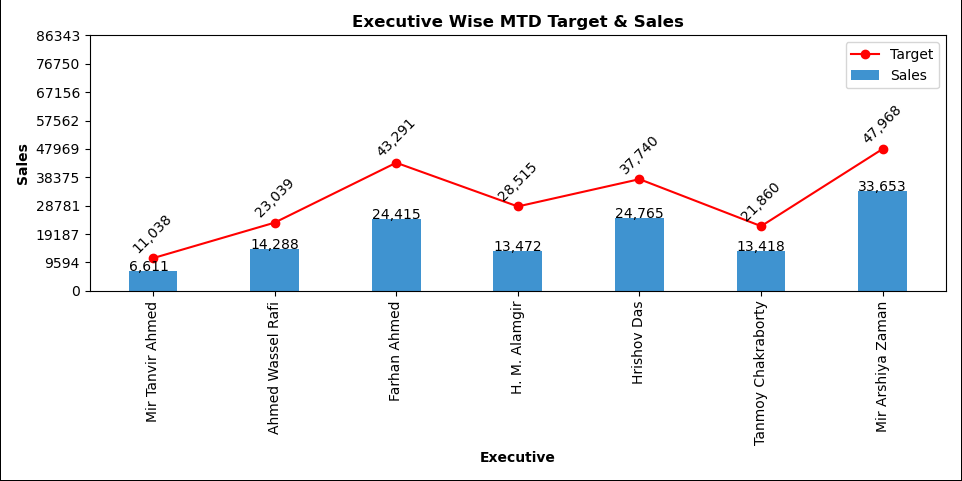 Executive Wise MTD Target & Sales
Target
Sales
Sales
86343
76750
67156
57562
47969
38375
28781
19187
9594
0
11,038
23,039
43,291
28,515
37,740
21,860
47,968
6,611
14,288
24,415
13,472
24,765
13,418
33,653
Mir Tanvir Ahmed
Ahmed Wassel Rafi
Farhan Ahmed
H. M. Alamgir
Hrishov Das
Tanmoy Chakraborty
Mir Arshiya Zaman
Executive